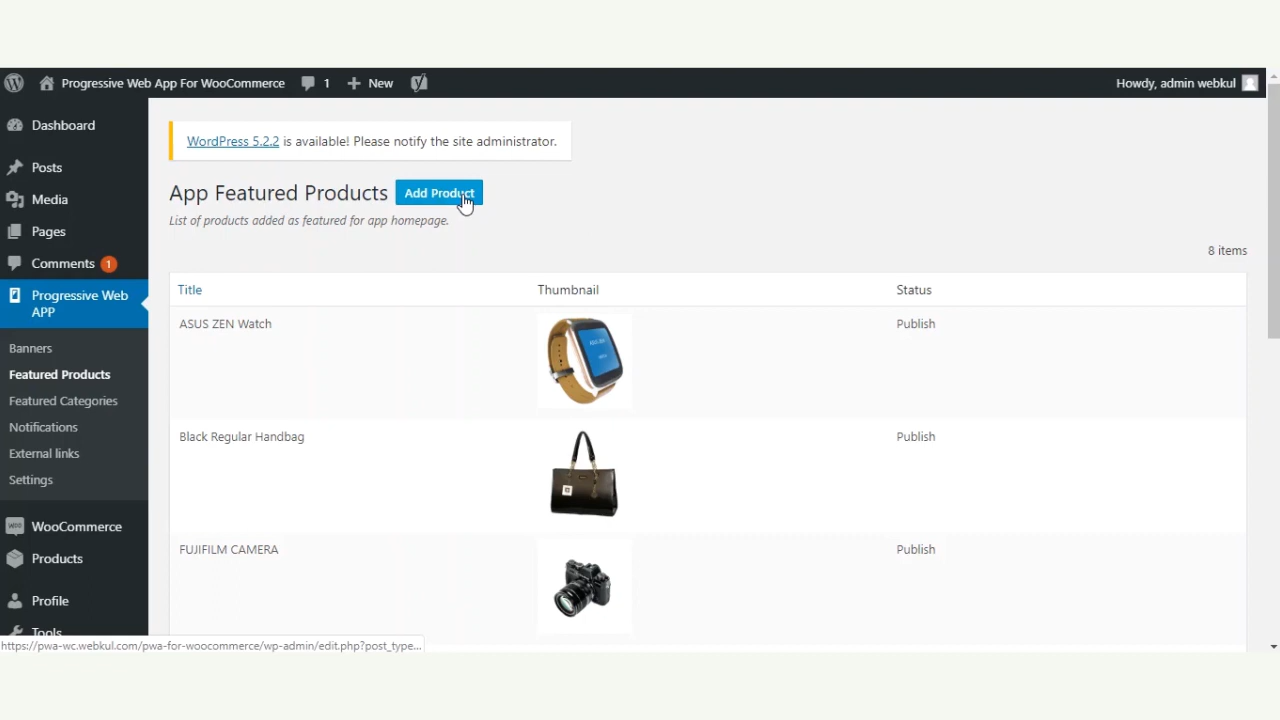 Progressive Web App For WooCommerce 1 New Howdy, admin webkul
Dashboard
Posts
Media
Pages
Comments 1
Progressive Web
APP
Banners
Featured Products
Featured Categories
Notifications
External links
Settings
WooCommerce
Products
Profile
Tools
WordPress 5.2.2 is available! Please notify the site administrator.
App Featured Products Add Product
List of products added as featured for app homepage.
8 items
Title Thumbnail Status
ASUS ZEN Watch Publish
Black Regular Handbag Publish
FUJIFILM CAMERA Publish
https://pwa-wc.webkul.com/pwa-for-woocommerce/wp-admin/edit.php?post_type...